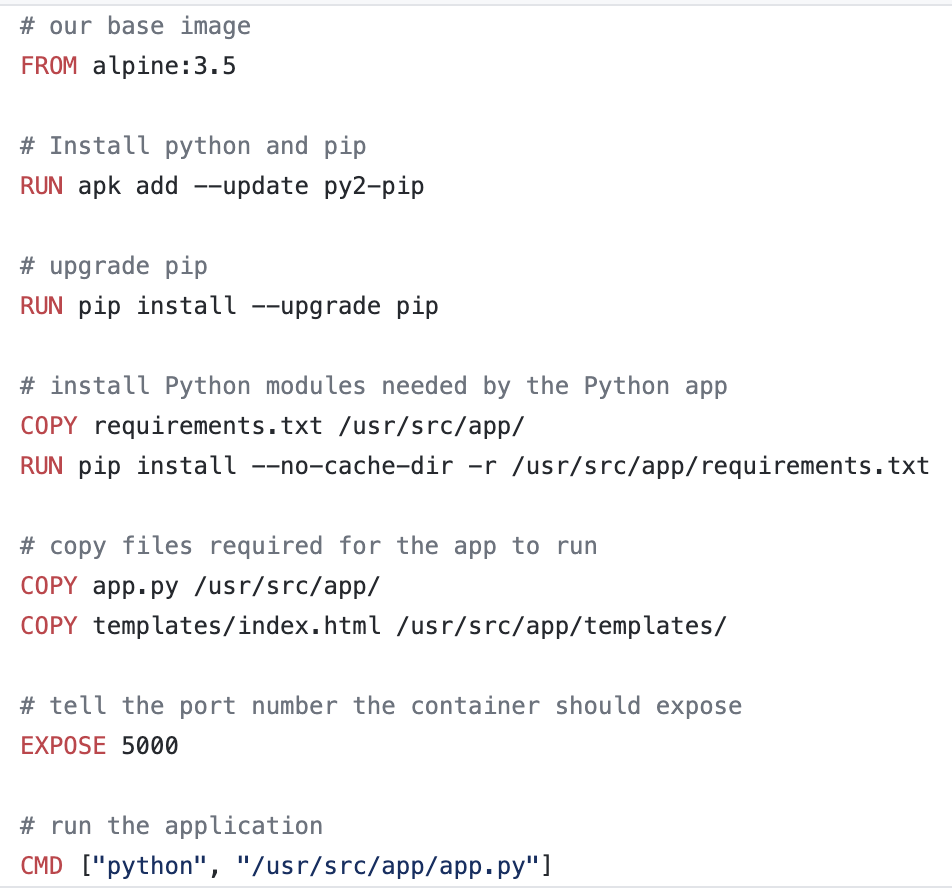 # our base image
FROM alpine:3.5
# Install python and pip
RUN apk add --update py2-pip
# upgrade pip
RUN pip install --upgrade pip
# install Python modules needed by the Python app
COPY requirements.txt /usr/src/app/
RUN pip install --no-cache-dir -r /usr/src/app/requirements.txt
# copy files required for the app to run
COPY app.py /usr/src/app/
COPY templates/index.html /usr/src/app/templates/
# tell the port number the container should expose
EXPOSE 5000
# run the application
CMD ["python", "/usr/src/app/app.py"]